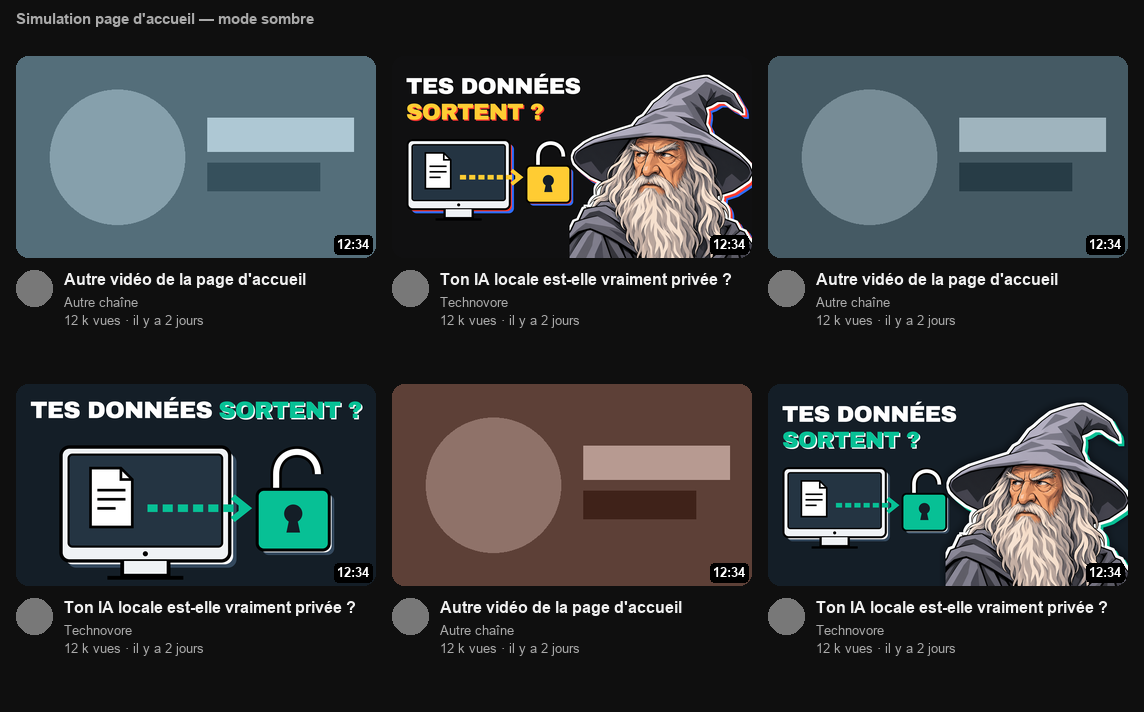 Simulation page d'accueil — mode sombre
12:34
Autre vidéo de la page d'accueil
Autre chaîne
12 k vues · il y a 2 jours
TES DONNÉES
SORTENT ?
12:34
Ton IA locale est-elle vraiment privée ?
Technovore
12 k vues · il y a 2 jours
12:34
Autre vidéo de la page d'accueil
Autre chaîne
12 k vues · il y a 2 jours
TES DONNÉES SORTENT ?
12:34
Ton IA locale est-elle vraiment privée ?
Technovore
12 k vues · il y a 2 jours
12:34
Autre vidéo de la page d'accueil
Autre chaîne
12 k vues · il y a 2 jours
TES DONNÉES
SORTENT ?
12:34
Ton IA locale est-elle vraiment privée ?
Technovore
12 k vues · il y a 2 jours